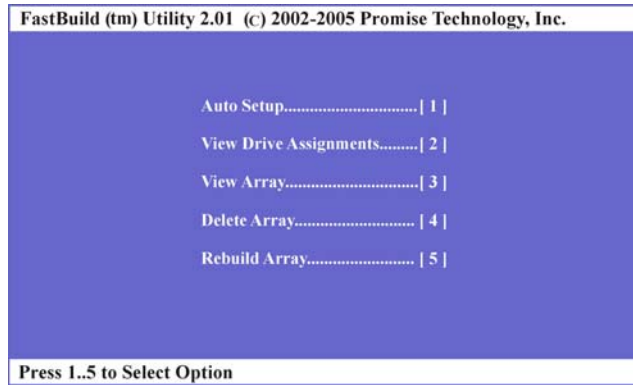 FastBuild (tm) Utility 2.01 (C) 2002-2005 Promise Technology, Inc.
Auto Setup...............................[ 1 ]
View Drive Assignments.........[ 2 ]
View Array...............................[ 3 ]
Delete Array............................ [ 4 ]
Rebuild Array......................... [ 5 ]
Press 1..5 to Select Option